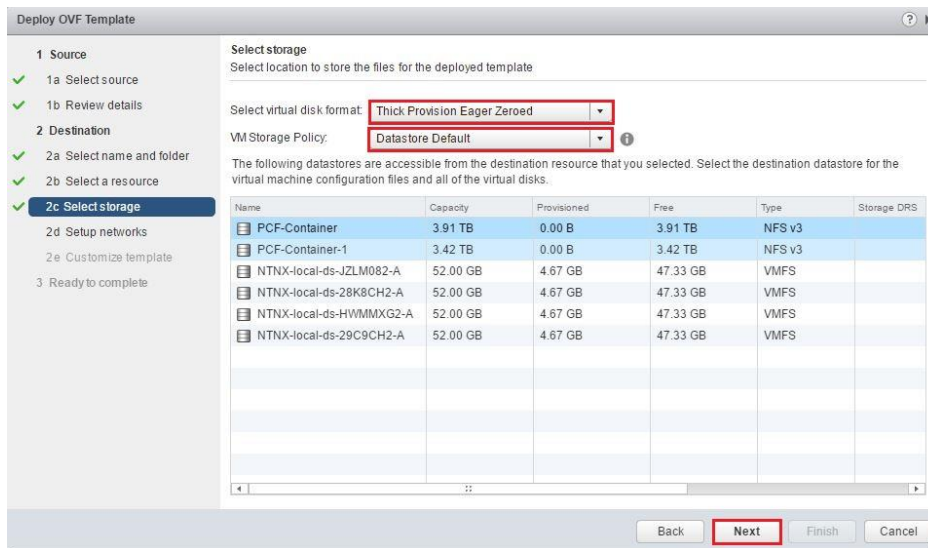 Deploy OVF Template
?
1 Source
1a Select source
1b Review details
2 Destination
2a Select name and folder
2b Select a resource
2c Select storage
2d Setup networks
2e Customize template
3 Ready to complete
Select storage
Select location to store the files for the deployed template
Select virtual disk format: Thick Provision Eager Zeroed
VM Storage Policy: Datastore Default
The following datastores are accessible from the destination resource that you selected. Select the destination datastore for the
virtual machine configuration files and all of the virtual disks.
Name Capacity Provisioned Free Type Storage DRS
PCF-Container 3.91 TB 0.00 B 3.91 TB NFS v3
PCF-Container-1 3.42 TB 0.00 B 3.42 TB NFS v3
NTNX-local-ds-JZLM082-A 52.00 GB 4.67 GB 47.33 GB VMFS
NTNX-local-ds-28K8CH2-A 52.00 GB 4.67 GB 47.33 GB VMFS
NTNX-local-ds-HWMMXG2-A 52.00 GB 4.67 GB 47.33 GB VMFS
NTNX-local-ds-29C9CH2-A 52.00 GB 4.67 GB 47.33 GB VMFS
Back Next Finish Cancel